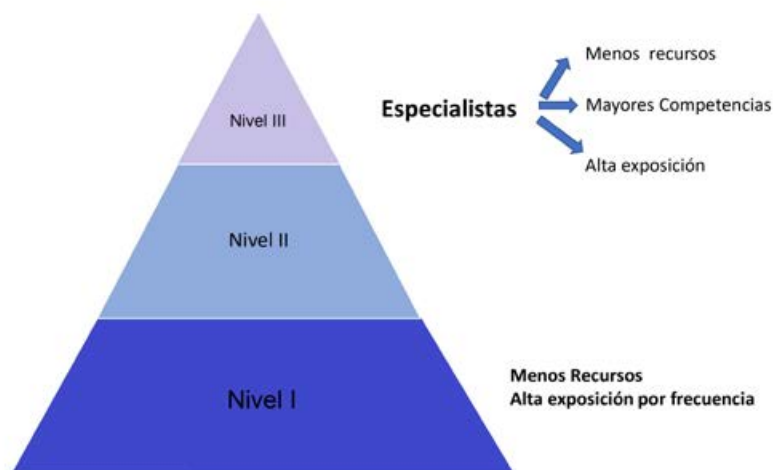 Menos recursos
Especialistas
Mayores Competencias
Nivel III
Alta exposición
Nivel II
Menos Recursos
Alta exposición por frecuencia
Nivel I